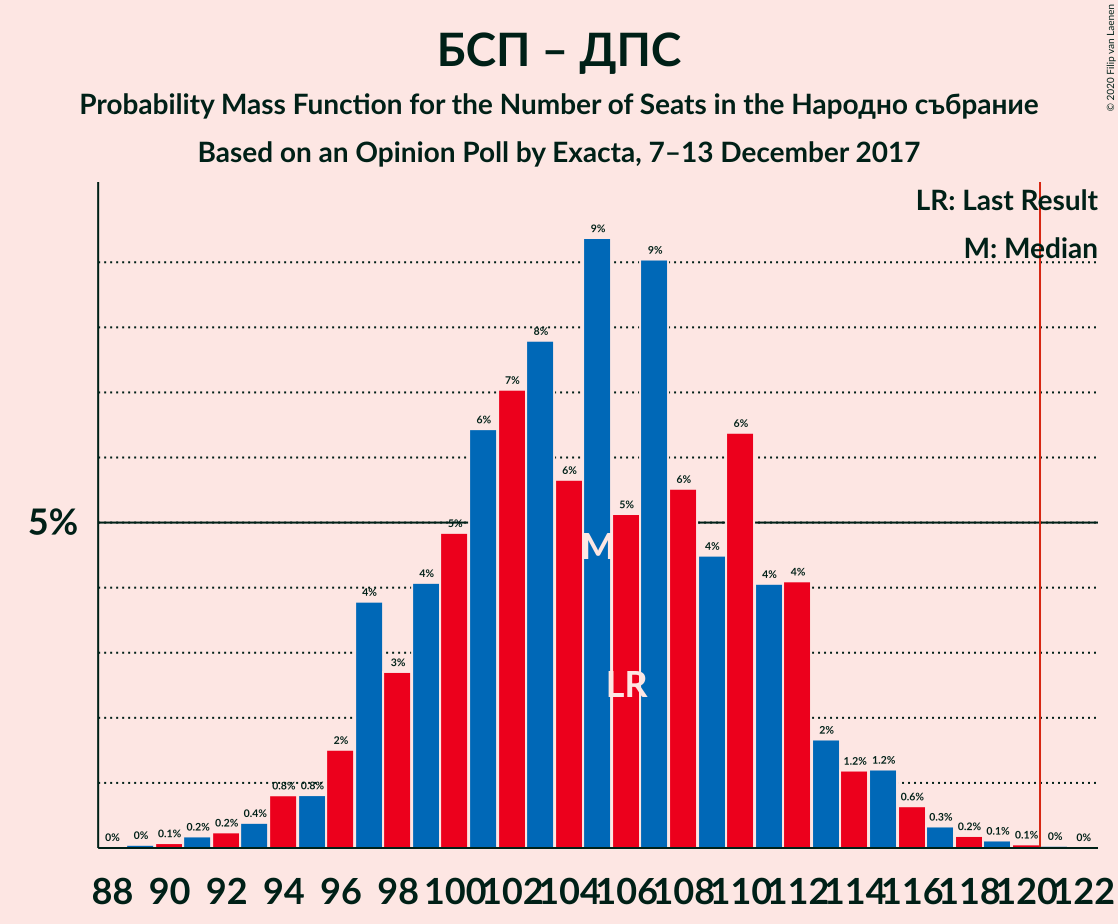 БСП – ДПС
Probability Mass Function for the Number of Seats in the Народно събрание
Based on an Opinion Poll by Exacta, 7–13 December 2017
© 2020 Filip van Laenen
LR: Last Result
M: Median
5%
0% 0% 0.1% 0.2% 0.2% 0.4% 0.8% 0.8% 2% 4% 3% 4% 5% 6% 7% 8% 6% 9% 5% 9% 6% 4% 6% 4% 4% 2% 1.2% 1.2% 0.6% 0.3% 0.2% 0.1% 0.1% 0% 0%
M
LR
88 90 92 94 96 98 100 102 104 106 108 110 112 114 116 118 120 122